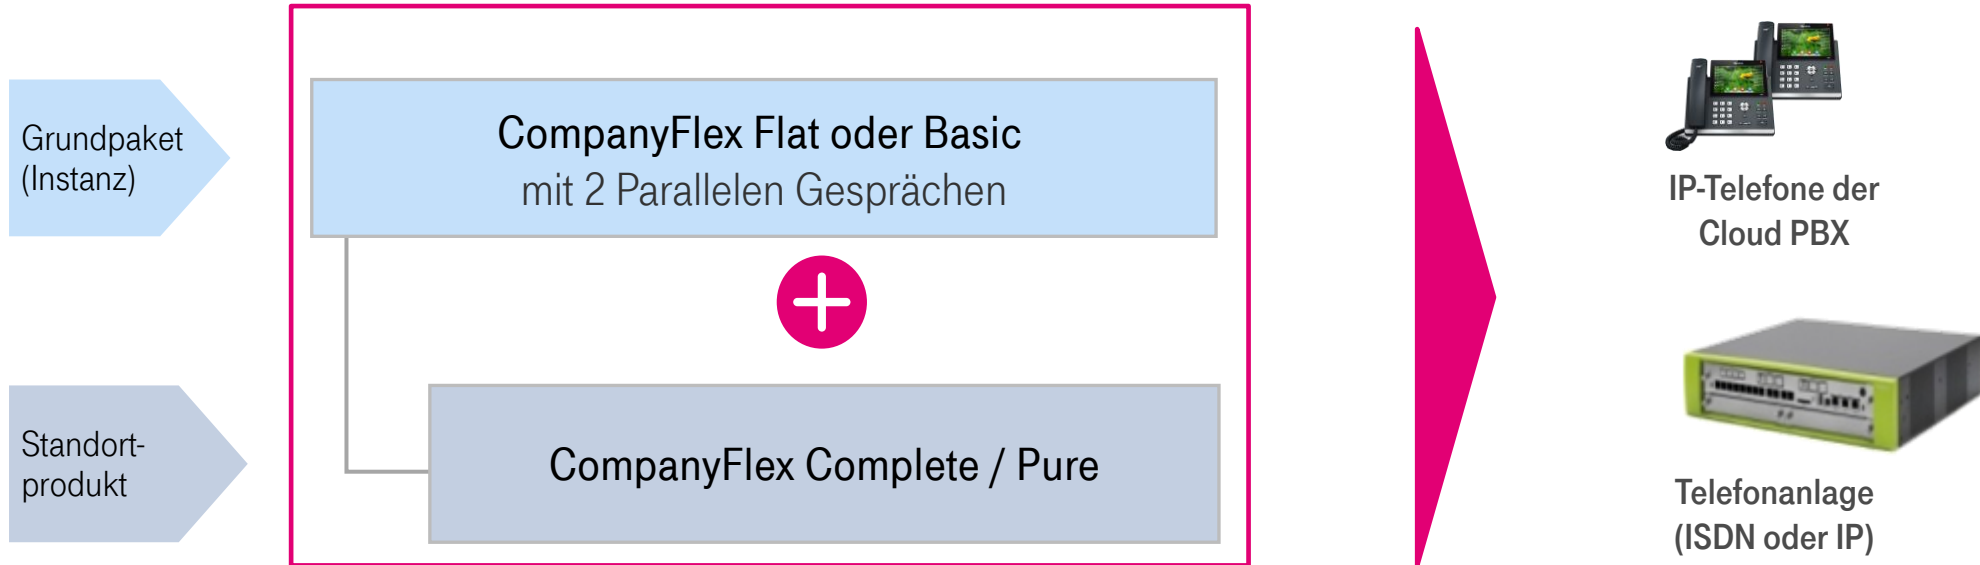 Grundpaket
(Instanz)
CompanyFlex Flat oder Basic
mit 2 Parallelen Gesprächen
Standort-
produkt
CompanyFlex Complete / Pure
IP-Telefone der
Cloud PBX
Telefonanlage
(ISDN oder IP)